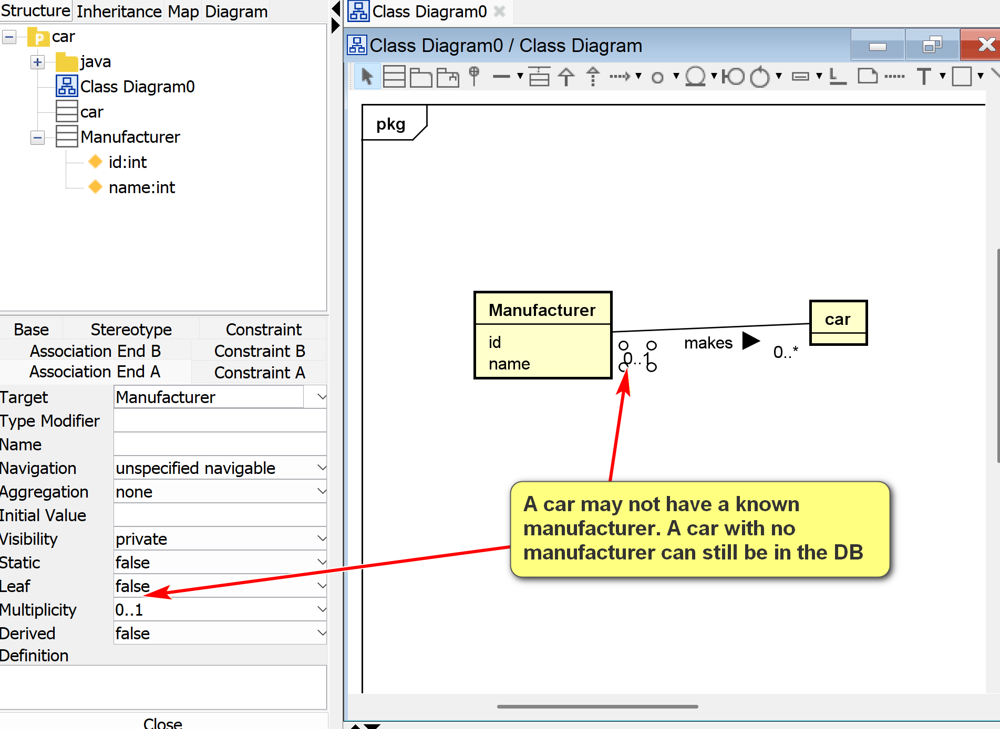 Structure Inheritance Map Diagram
car
java
Class Diagram0
car
Manufacturer
id:int
name:int
Base Stereotype Constraint
Association End B Constraint B
Association End A Constraint A
Target Manufacturer
Type Modifier
Name
Navigation unspecified navigable
Aggregation none
Initial Value
Visibility private
Static false
Leaf false
Multiplicity 0..1
Derived false
Definition
Close
Class Diagram0
Class Diagram0 / Class Diagram
T
pkg
Manufacturer
id
name
0..1
makes
0..*
car
A car may not have a known
manufacturer. A car with no
manufacturer can still be in the DB